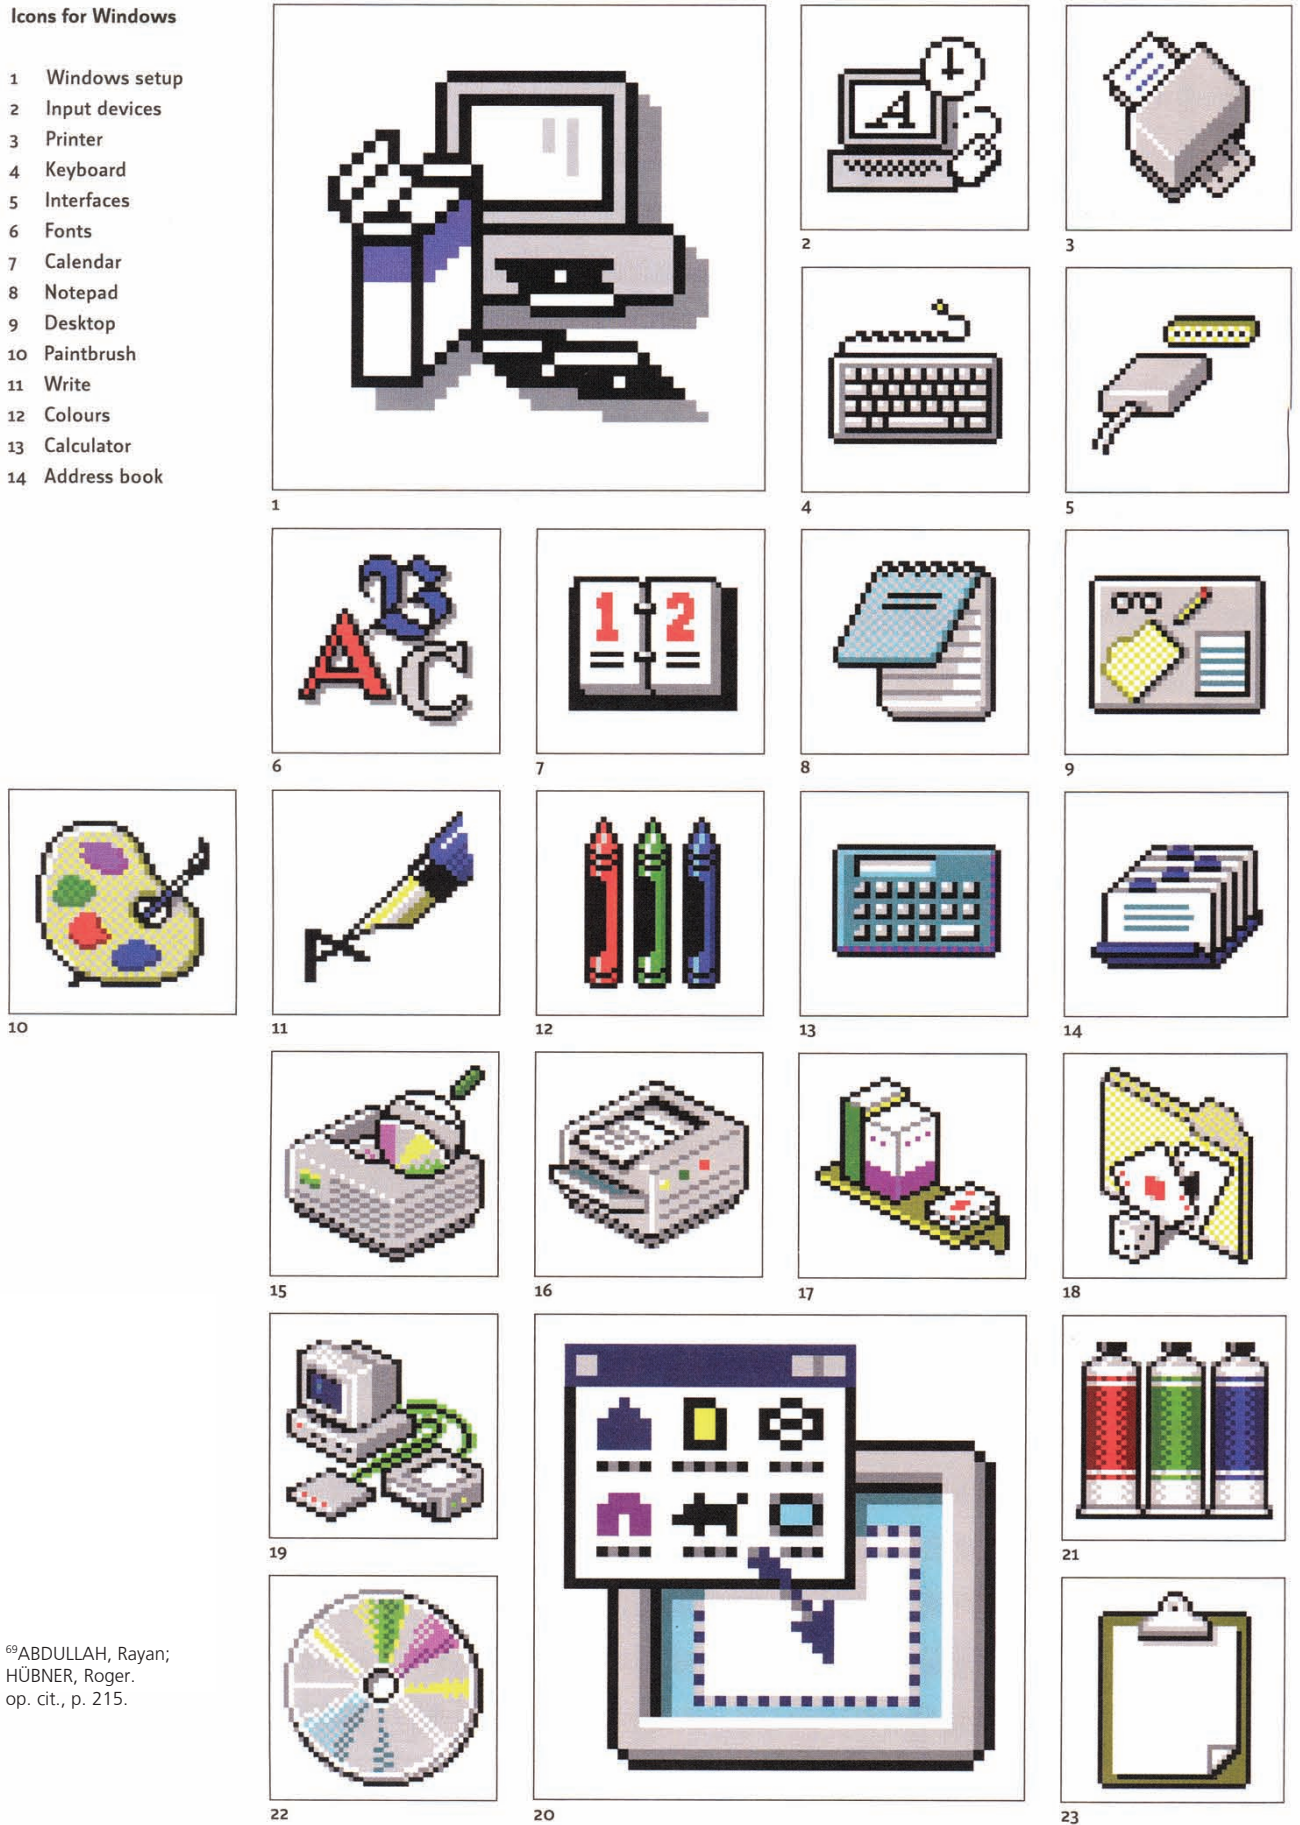 Icons for Windows
1 Windows setup
2 Input devices
3 Printer
4 Keyboard
5 Interfaces
6 Fonts
7 Calendar
8 Notepad
9 Desktop
10 Paintbrush
11 Write
12 Colours
13 Calculator
14 Address book
A
1
2
3
4
5
B
A
C
1 2
6
7
8
9
10
11
12
13
14
15
16
17
18
19
21
69ABDULLAH, Rayan;
HÜBNER, Roger.
op. cit., p. 215.
22
20
23